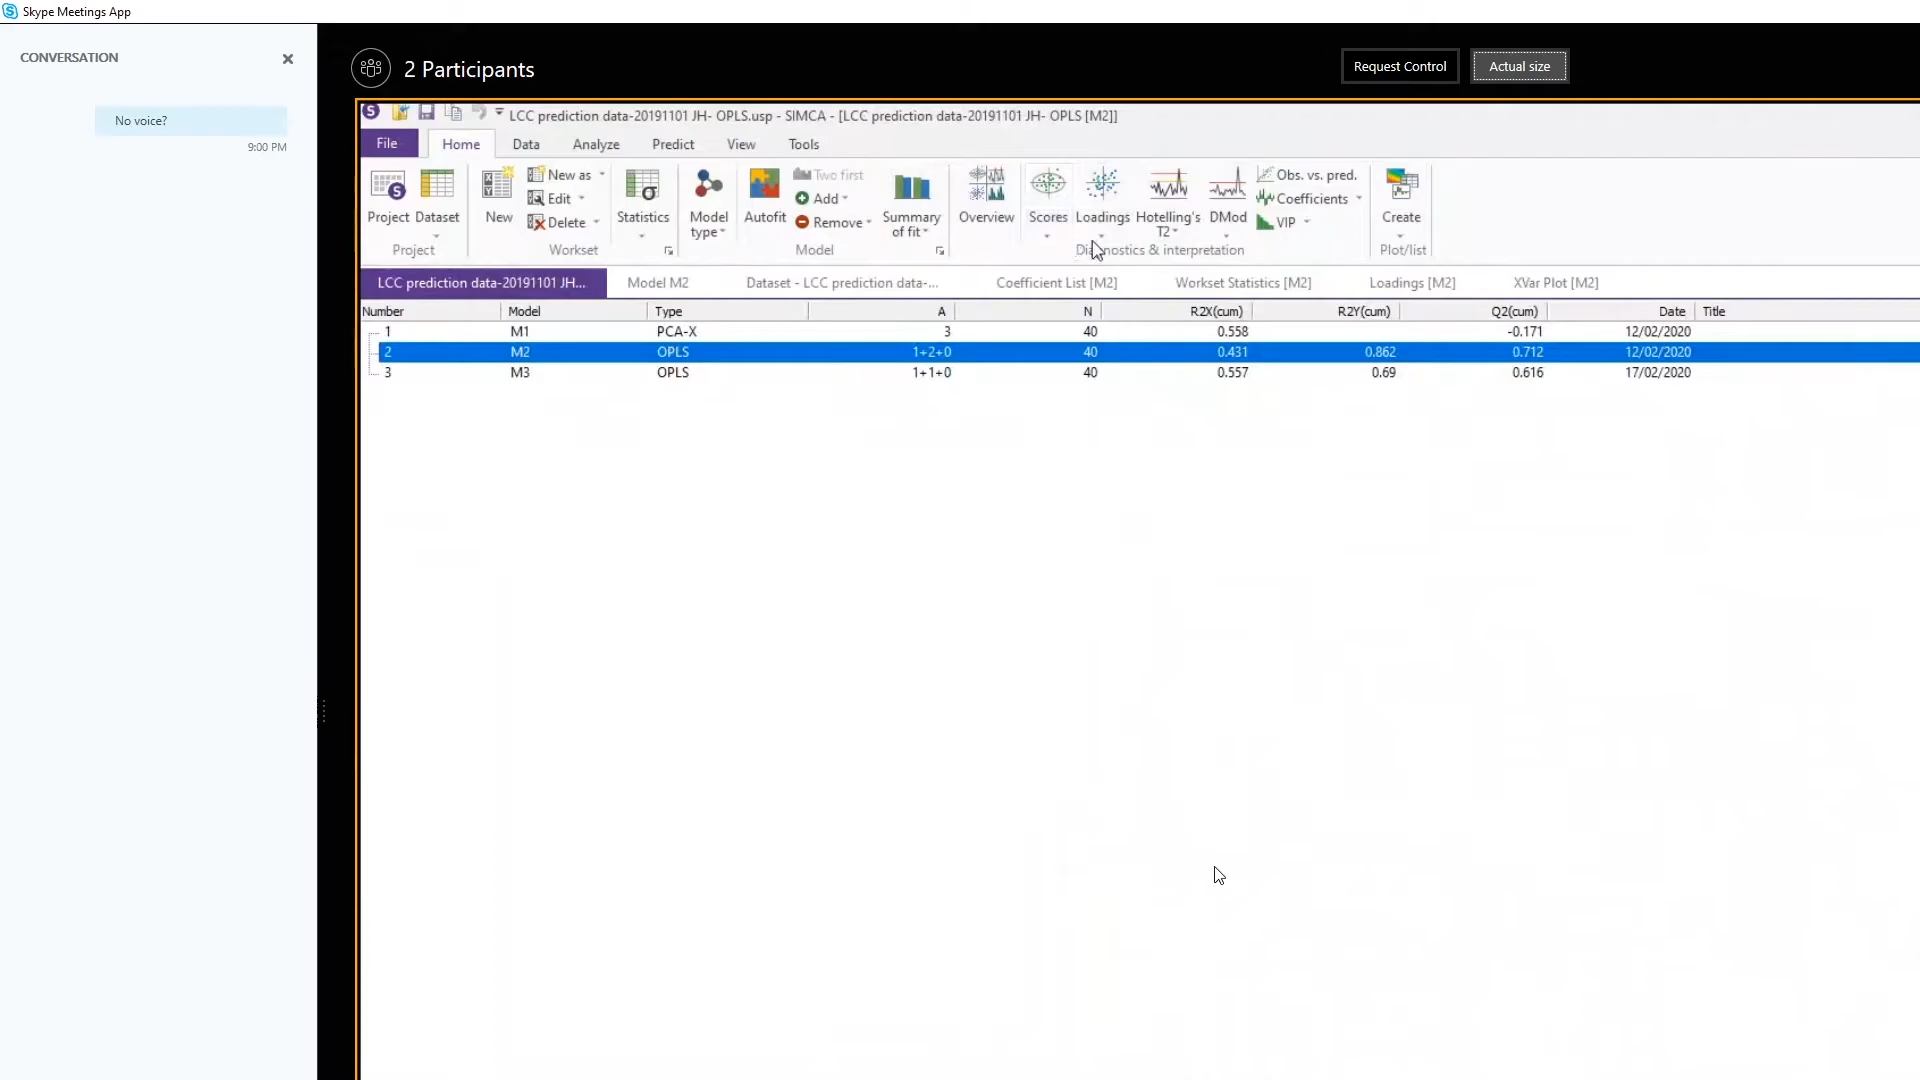 Skype Meetings App
CONVERSATION
No voice?
9:00 PM
2 Participants
Request Control
Actual size
LCC prediction data-20191101 JH- OPLS.usp - SIMCA - [LCC prediction data-20191101 JH- OPLS [M2]]
File Home Data Analyze Predict View Tools
Project Dataset
Project
New
New as
Edit
Delete
Workset
Statistics
Model type
Autofit
Two first
Add
Remove
Summary of fit
Model
Overview
Scores
Loadings
Hotelling's T2
DMod
Obs. vs. pred.
Coefficients
VIP
Diagnostics & interpretation
Create
Plot/list
LCC prediction data-20191101 JH... Model M2 Dataset - LCC prediction data-... Coefficient List [M2] Workset Statistics [M2] Loadings [M2] XVar Plot [M2]
Number Model Type A N R2X(cum) R2Y(cum) Q2(cum) Date Title
1 M1 PCA-X 3 40 0.558 -0.171 12/02/2020
2 M2 OPLS 1+2+0 40 0.431 0.862 0.712 12/02/2020
3 M3 OPLS 1+1+0 40 0.557 0.69 0.616 17/02/2020